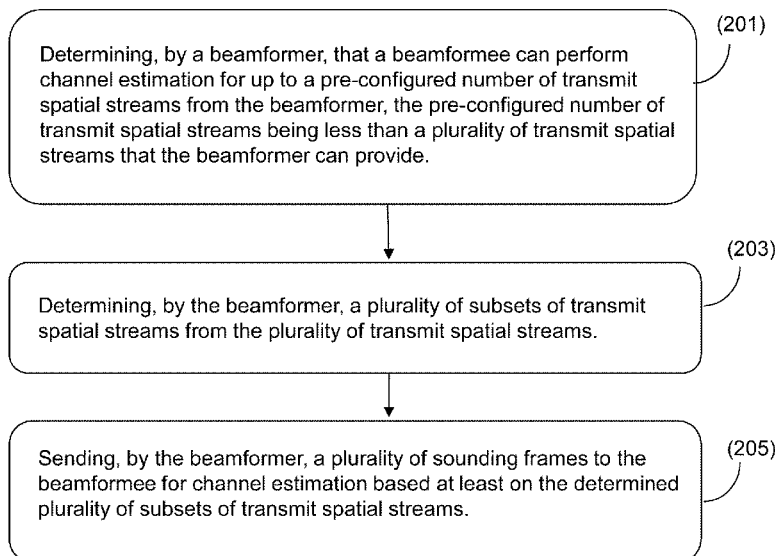 (201)
Determining, by a beamformer, that a beamformee can perform
channel estimation for up to a pre-configured number of transmit
spatial streams from the beamformer, the pre-configured number of
transmit spatial streams being less than a plurality of transmit spatial
streams that the beamformer can provide.
(203)
Determining, by the beamformer, a plurality of subsets of transmit
spatial streams from the plurality of transmit spatial streams.
(205)
Sending, by the beamformer, a plurality of sounding frames to the
beamformee for channel estimation based at least on the determined
plurality of subsets of transmit spatial streams.